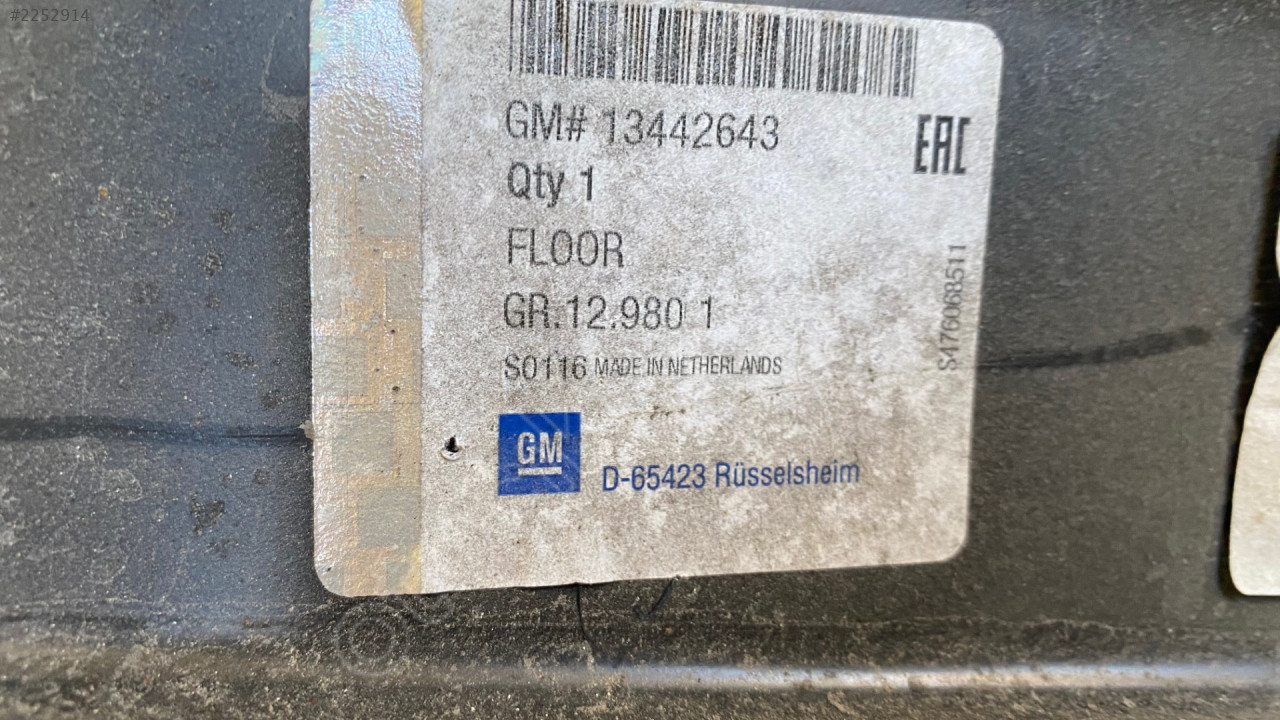 #2252914
GM# 13442643
EAC
Qty 1
FLOOR
GR.12.980 1
S0116 MADE IN NETHERLANDS
S476068511
GM
D-65423 Rüsselsheim